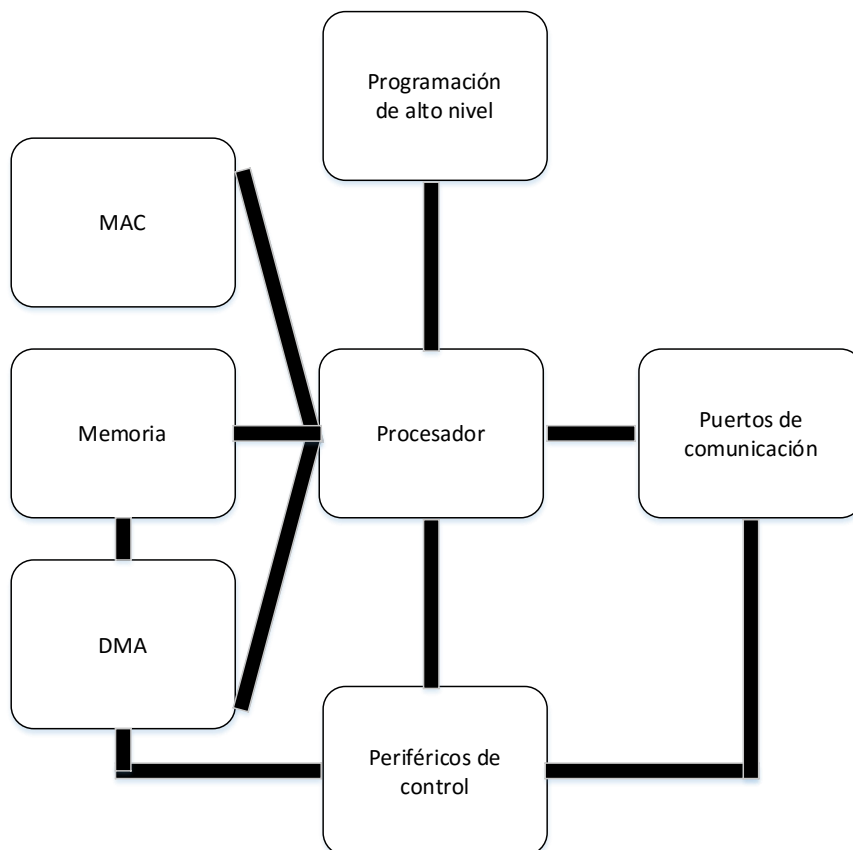 Programación
de alto nivel
MAC
Memoria
Procesador
Puertos de
comunicación
DMA
Periféricos de
control